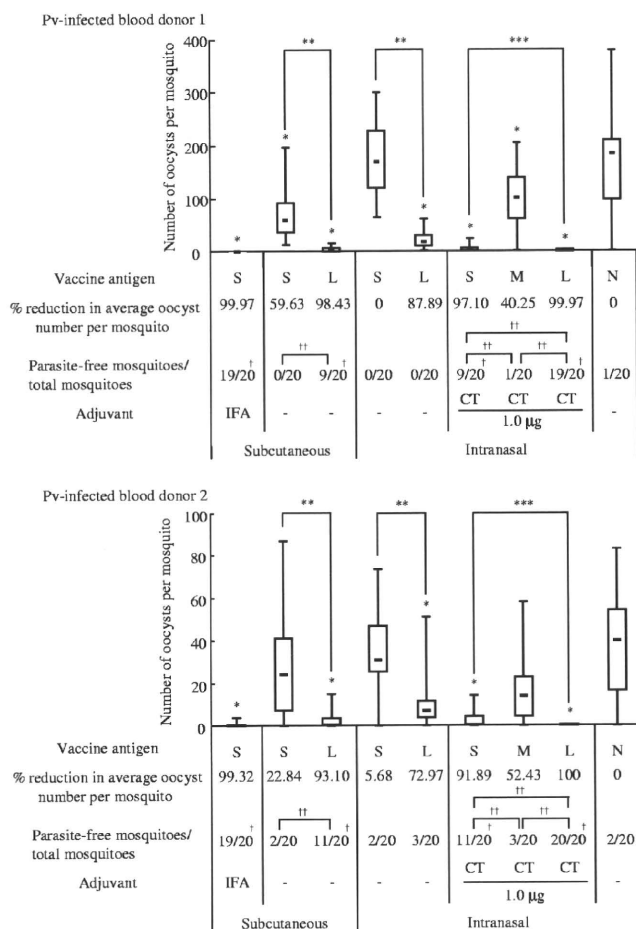 Pv-infected blood donor 1
** ** ***
400
300
200
100
0
Number of oocysts per mosquito
* * * * * * *
Vaccine antigen S S L S L S M L N
% reduction in average oocyst number per mosquito
99.97 59.63 98.43 0 87.89 97.10 40.25 99.97 0
††
†† †† ††
Parasite-free mosquitoes/ total mosquitoes
19/20† 0/20 9/20† 0/20 0/20 9/20† 1/20 19/20† 1/20
Adjuvant IFA - - - - CT CT CT -
1.0 µg
Subcutaneous Intranasal
Pv-infected blood donor 2
** ** ***
100
80
60
40
20
0
Number of oocysts per mosquito
* * * * *
Vaccine antigen S S L S L S M L N
% reduction in average oocyst number per mosquito
99.32 22.84 93.10 5.68 72.97 91.89 52.43 100 0
††
†† †† ††
Parasite-free mosquitoes/ total mosquitoes
19/20† 2/20 11/20† 2/20 3/20 11/20† 3/20 20/20† 2/20
Adjuvant IFA - - - - CT CT CT -
1.0 µg
Subcutaneous Intranasal